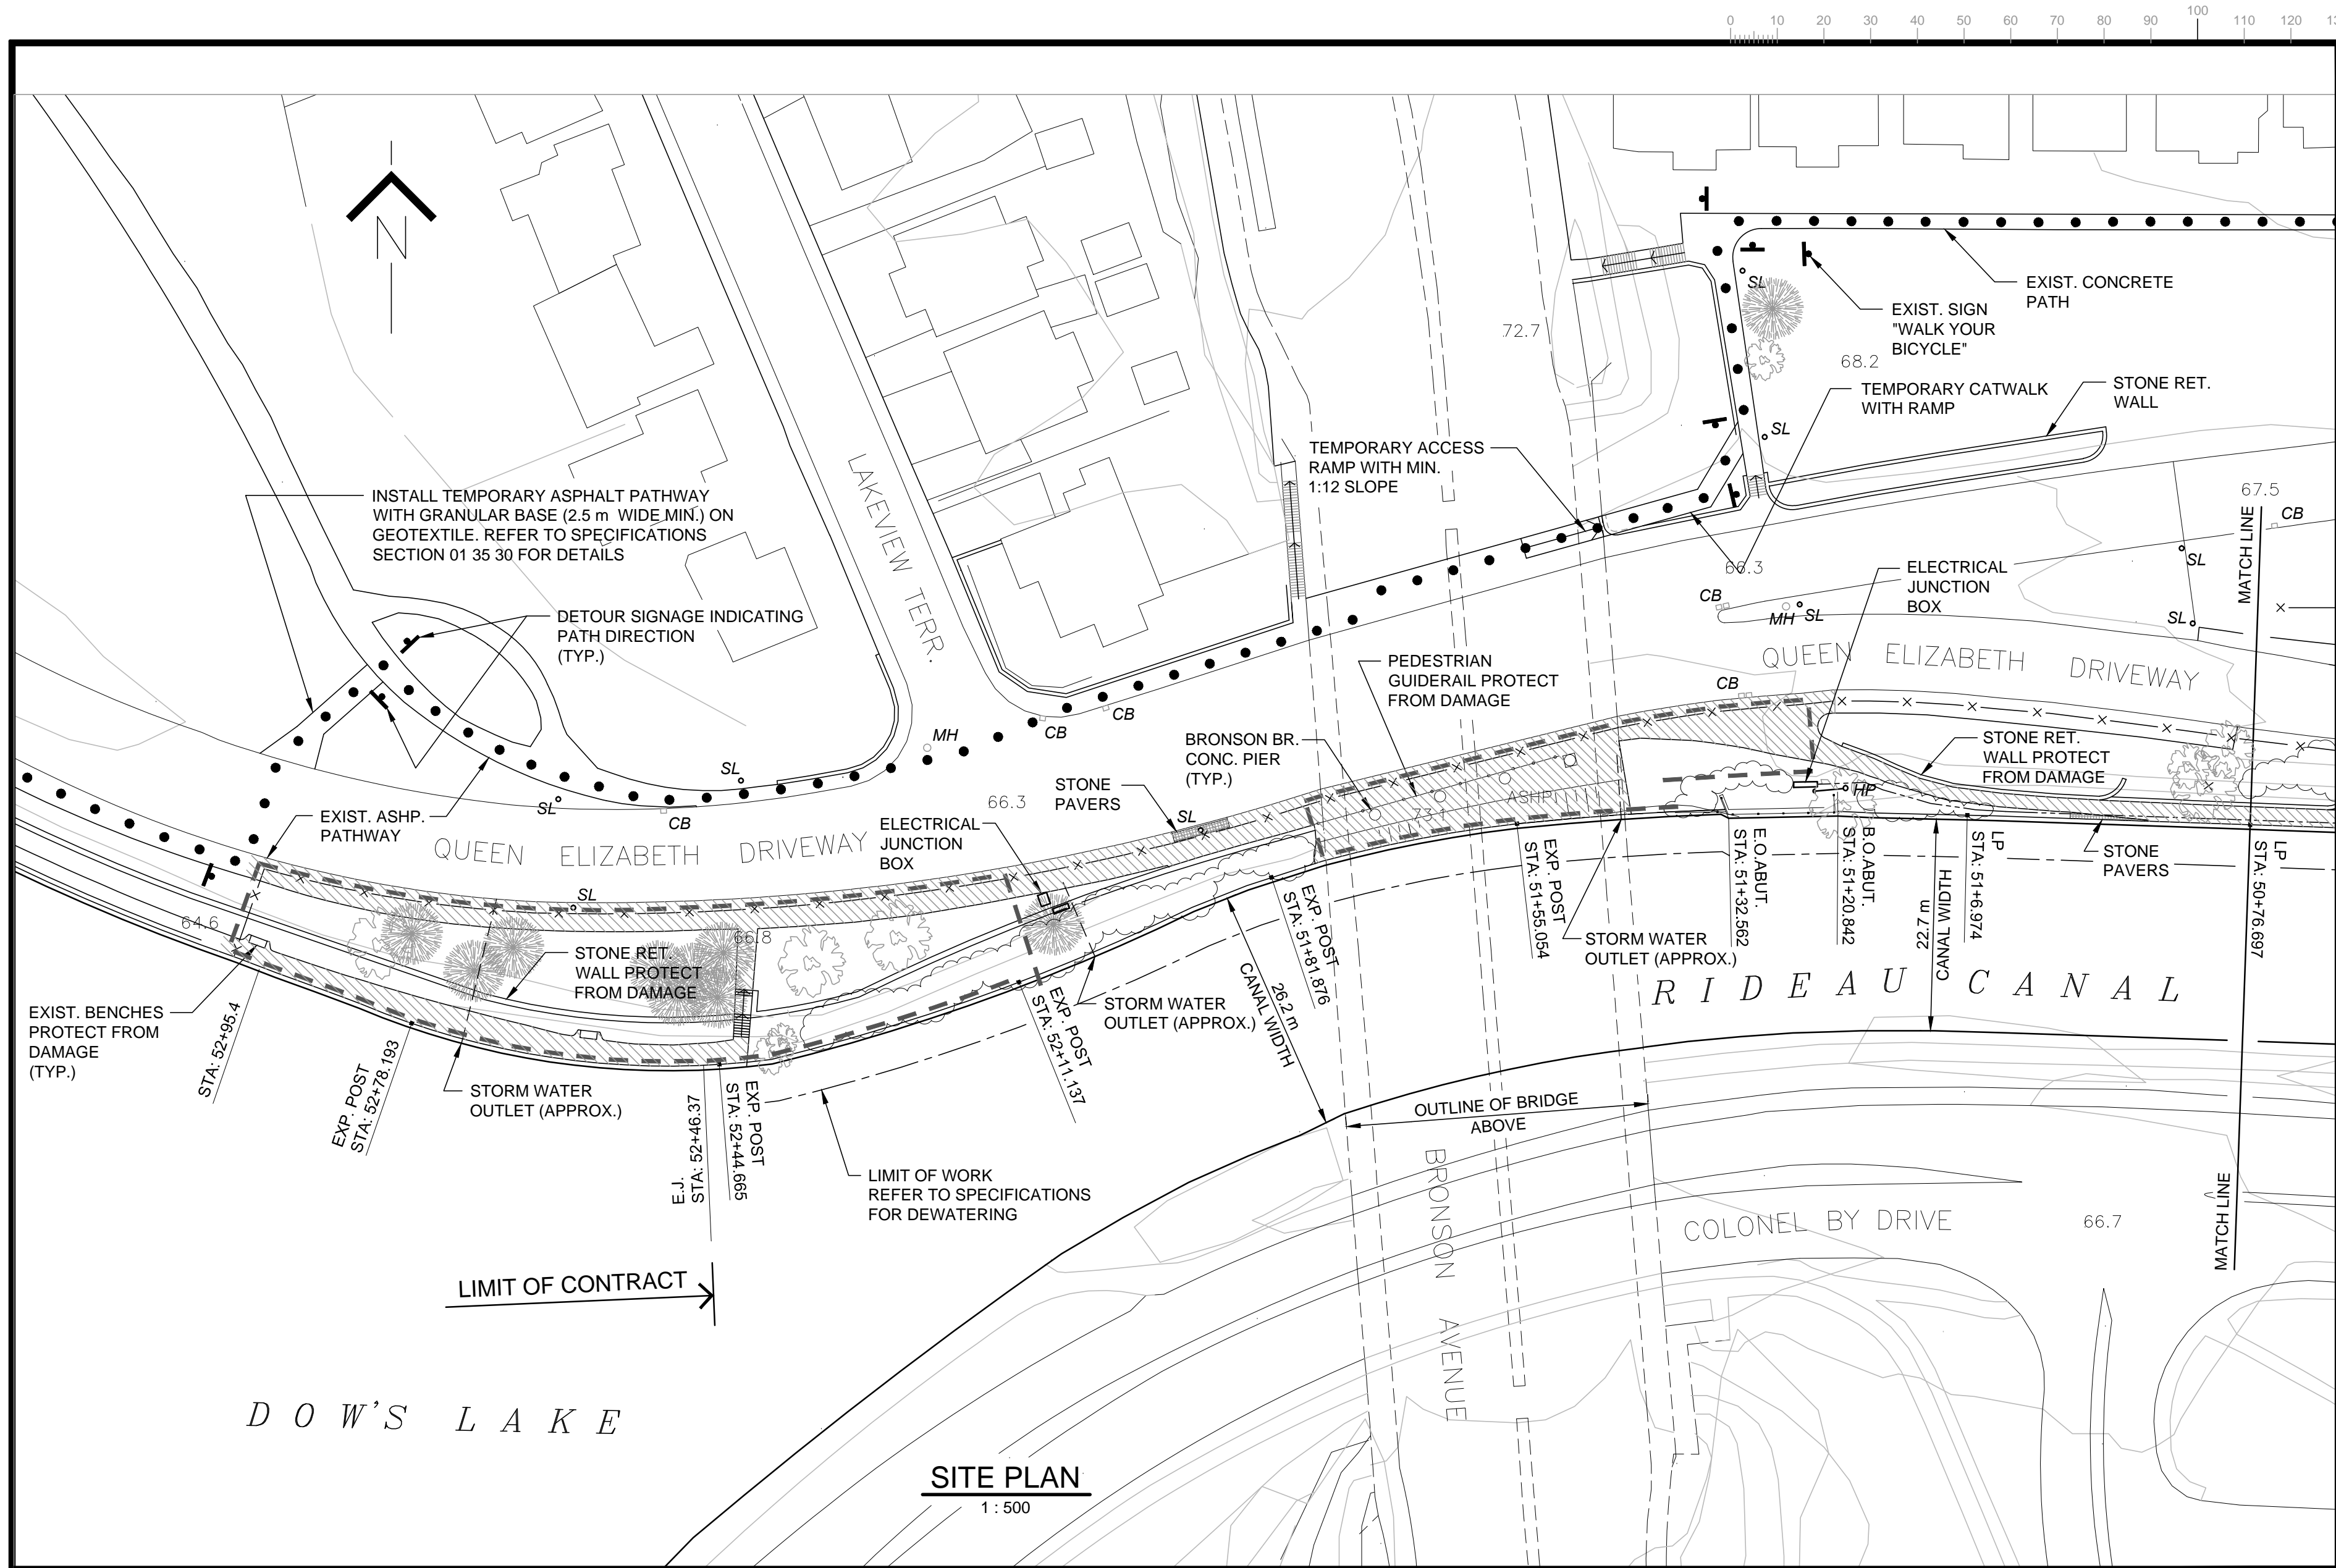 0 10 20 30 40 50 60 70 80 90 100 110 120
N
INSTALL TEMPORARY ASPHALT PATHWAY
WITH GRANULAR BASE (2.5 m WIDE MIN.) ON
GEOTEXTILE. REFER TO SPECIFICATIONS
SECTION 01 35 30 FOR DETAILS
DETOUR SIGNAGE INDICATING
PATH DIRECTION
(TYP.)
LAKEVIEW TERR.
72.7
SL
EXIST. CONCRETE
PATH
EXIST. SIGN
"WALK YOUR
BICYCLE"
68.2
TEMPORARY CATWALK
WITH RAMP
STONE RET.
WALL
SL
TEMPORARY ACCESS
RAMP WITH MIN.
1:12 SLOPE
67.5
CB
MATCH LINE
SL
66.3
ELECTRICAL
JUNCTION
BOX
CB
MH
SL
SL
QUEEN ELIZABETH DRIVEWAY
PEDESTRIAN
GUIDERAIL PROTECT
FROM DAMAGE
CB
CB
CB
MH
BRONSON BR.
CONC. PIER
(TYP.)
STONE RET.
WALL PROTECT
FROM DAMAGE
SL
SL
CB
66.3
STONE
PAVERS
SL
ASHP.
73.1
HP
EXIST. ASHP.
PATHWAY
QUEEN ELIZABETH DRIVEWAY
ELECTRICAL
JUNCTION
BOX
STONE
PAVERS
SL
64.6
66.8
STONE RET.
WALL PROTECT
FROM DAMAGE
EXIST. BENCHES
PROTECT FROM
DAMAGE
(TYP.)
STA: 52+95.4
EXP. POST
STA: 52+78.193
STORM WATER
OUTLET (APPROX.)
E.J.
STA: 52+46.37
EXP. POST
STA: 52+44.665
EXP. POST
STA: 52+11.137
STORM WATER
OUTLET (APPROX.)
EXP. POST
STA: 51+81.876
26.2 m
CANAL WIDTH
EXP. POST
STA: 51+55.054
STORM WATER
OUTLET (APPROX.)
E.O.ABUT.
STA: 51+32.562
B.O.ABUT.
STA: 51+20.842
22.7 m
CANAL WIDTH
LP
STA: 51+6.974
LP
STA: 50+76.697
RIDEAU CANAL
OUTLINE OF BRIDGE
ABOVE
LIMIT OF WORK
REFER TO SPECIFICATIONS
FOR DEWATERING
BRONSON AVENUE
COLONEL BY DRIVE
66.7
MATCH LINE
LIMIT OF CONTRACT
DOW'S LAKE
SITE PLAN
1 : 500